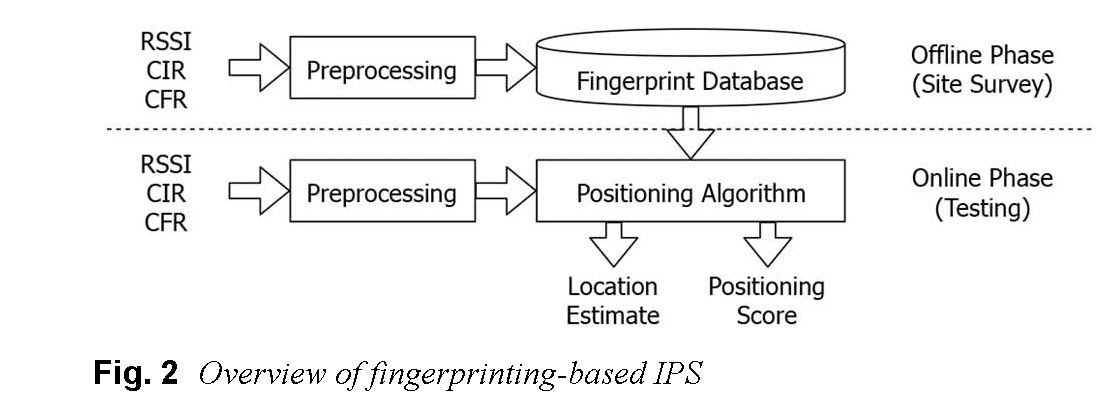 RSSI
CIR
CFR
Preprocessing
Fingerprint Database
Offline Phase
(Site Survey)
RSSI
CIR
CFR
Preprocessing
Positioning Algorithm
Online Phase
(Testing)
Location
Estimate
Positioning
Score
Fig. 2 Overview of fingerprinting-based IPS